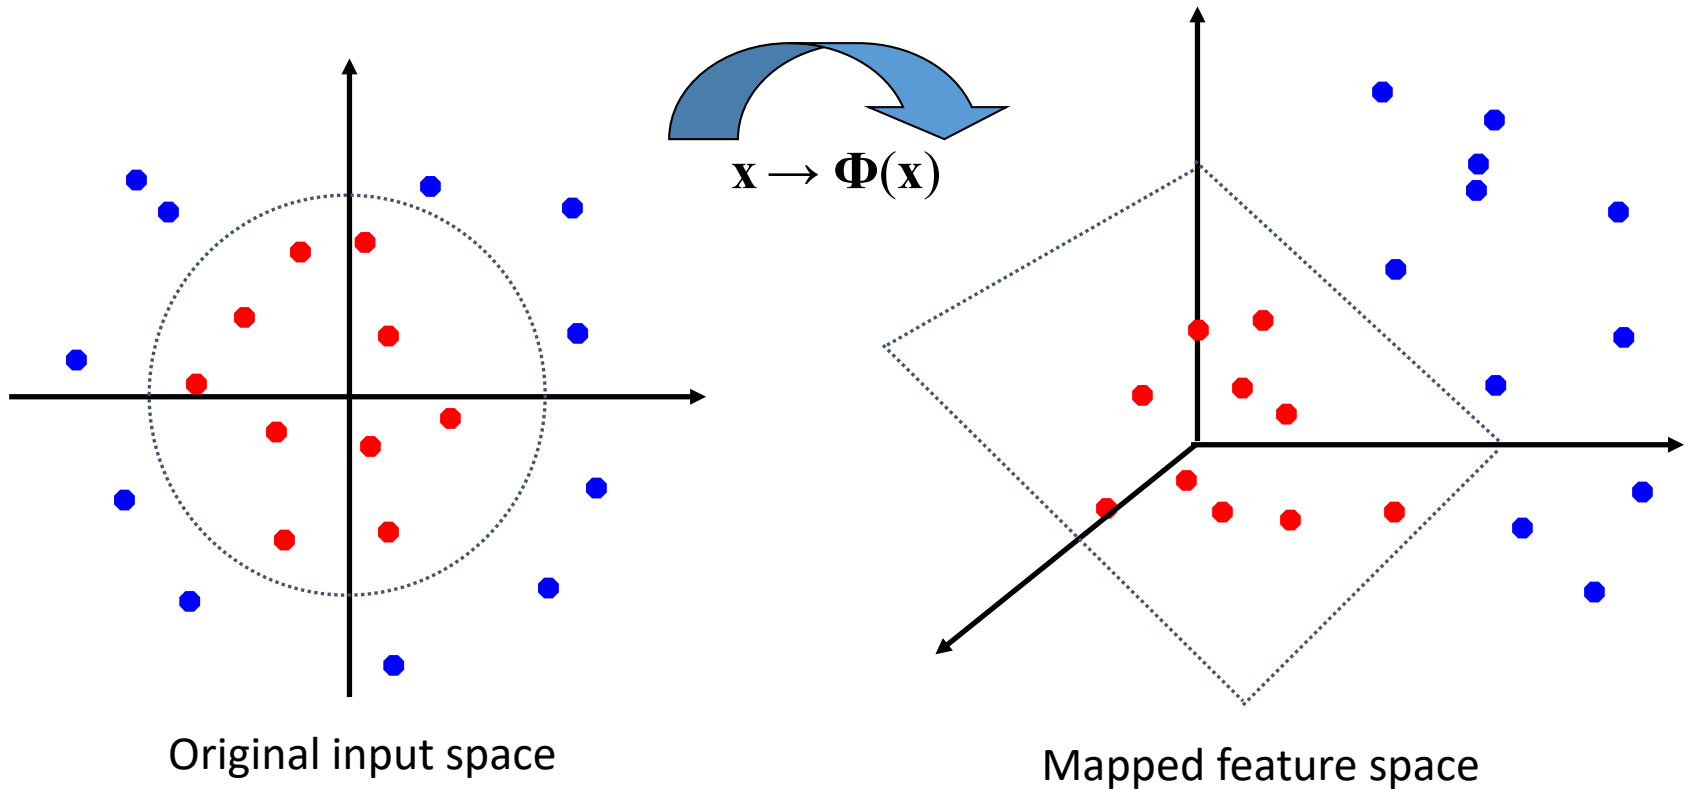 x → Φ(x)
Original input space
Mapped feature space